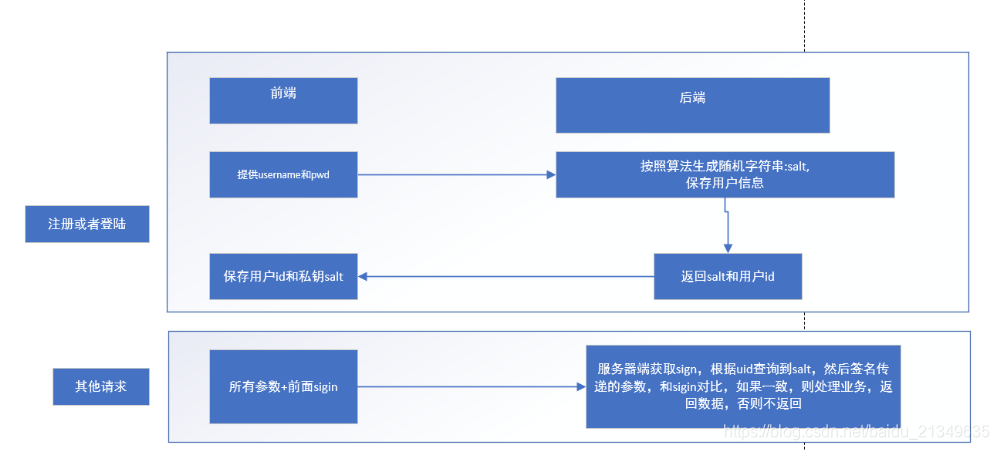 前端
后端
提供username和pwd
按照算法生成随机字符串:salt,
保存用户信息
注册或者登陆
保存用户id和私钥salt
返回salt和用户id
其他请求
所有参数+前面sigin
服务器端获取sign，根据uid查询到salt，然后签名传
递的参数，和sigin对比，如果一致，则处理业务，返
回数据，否则不返回
https://blog.csdn.net/baidu_21349635